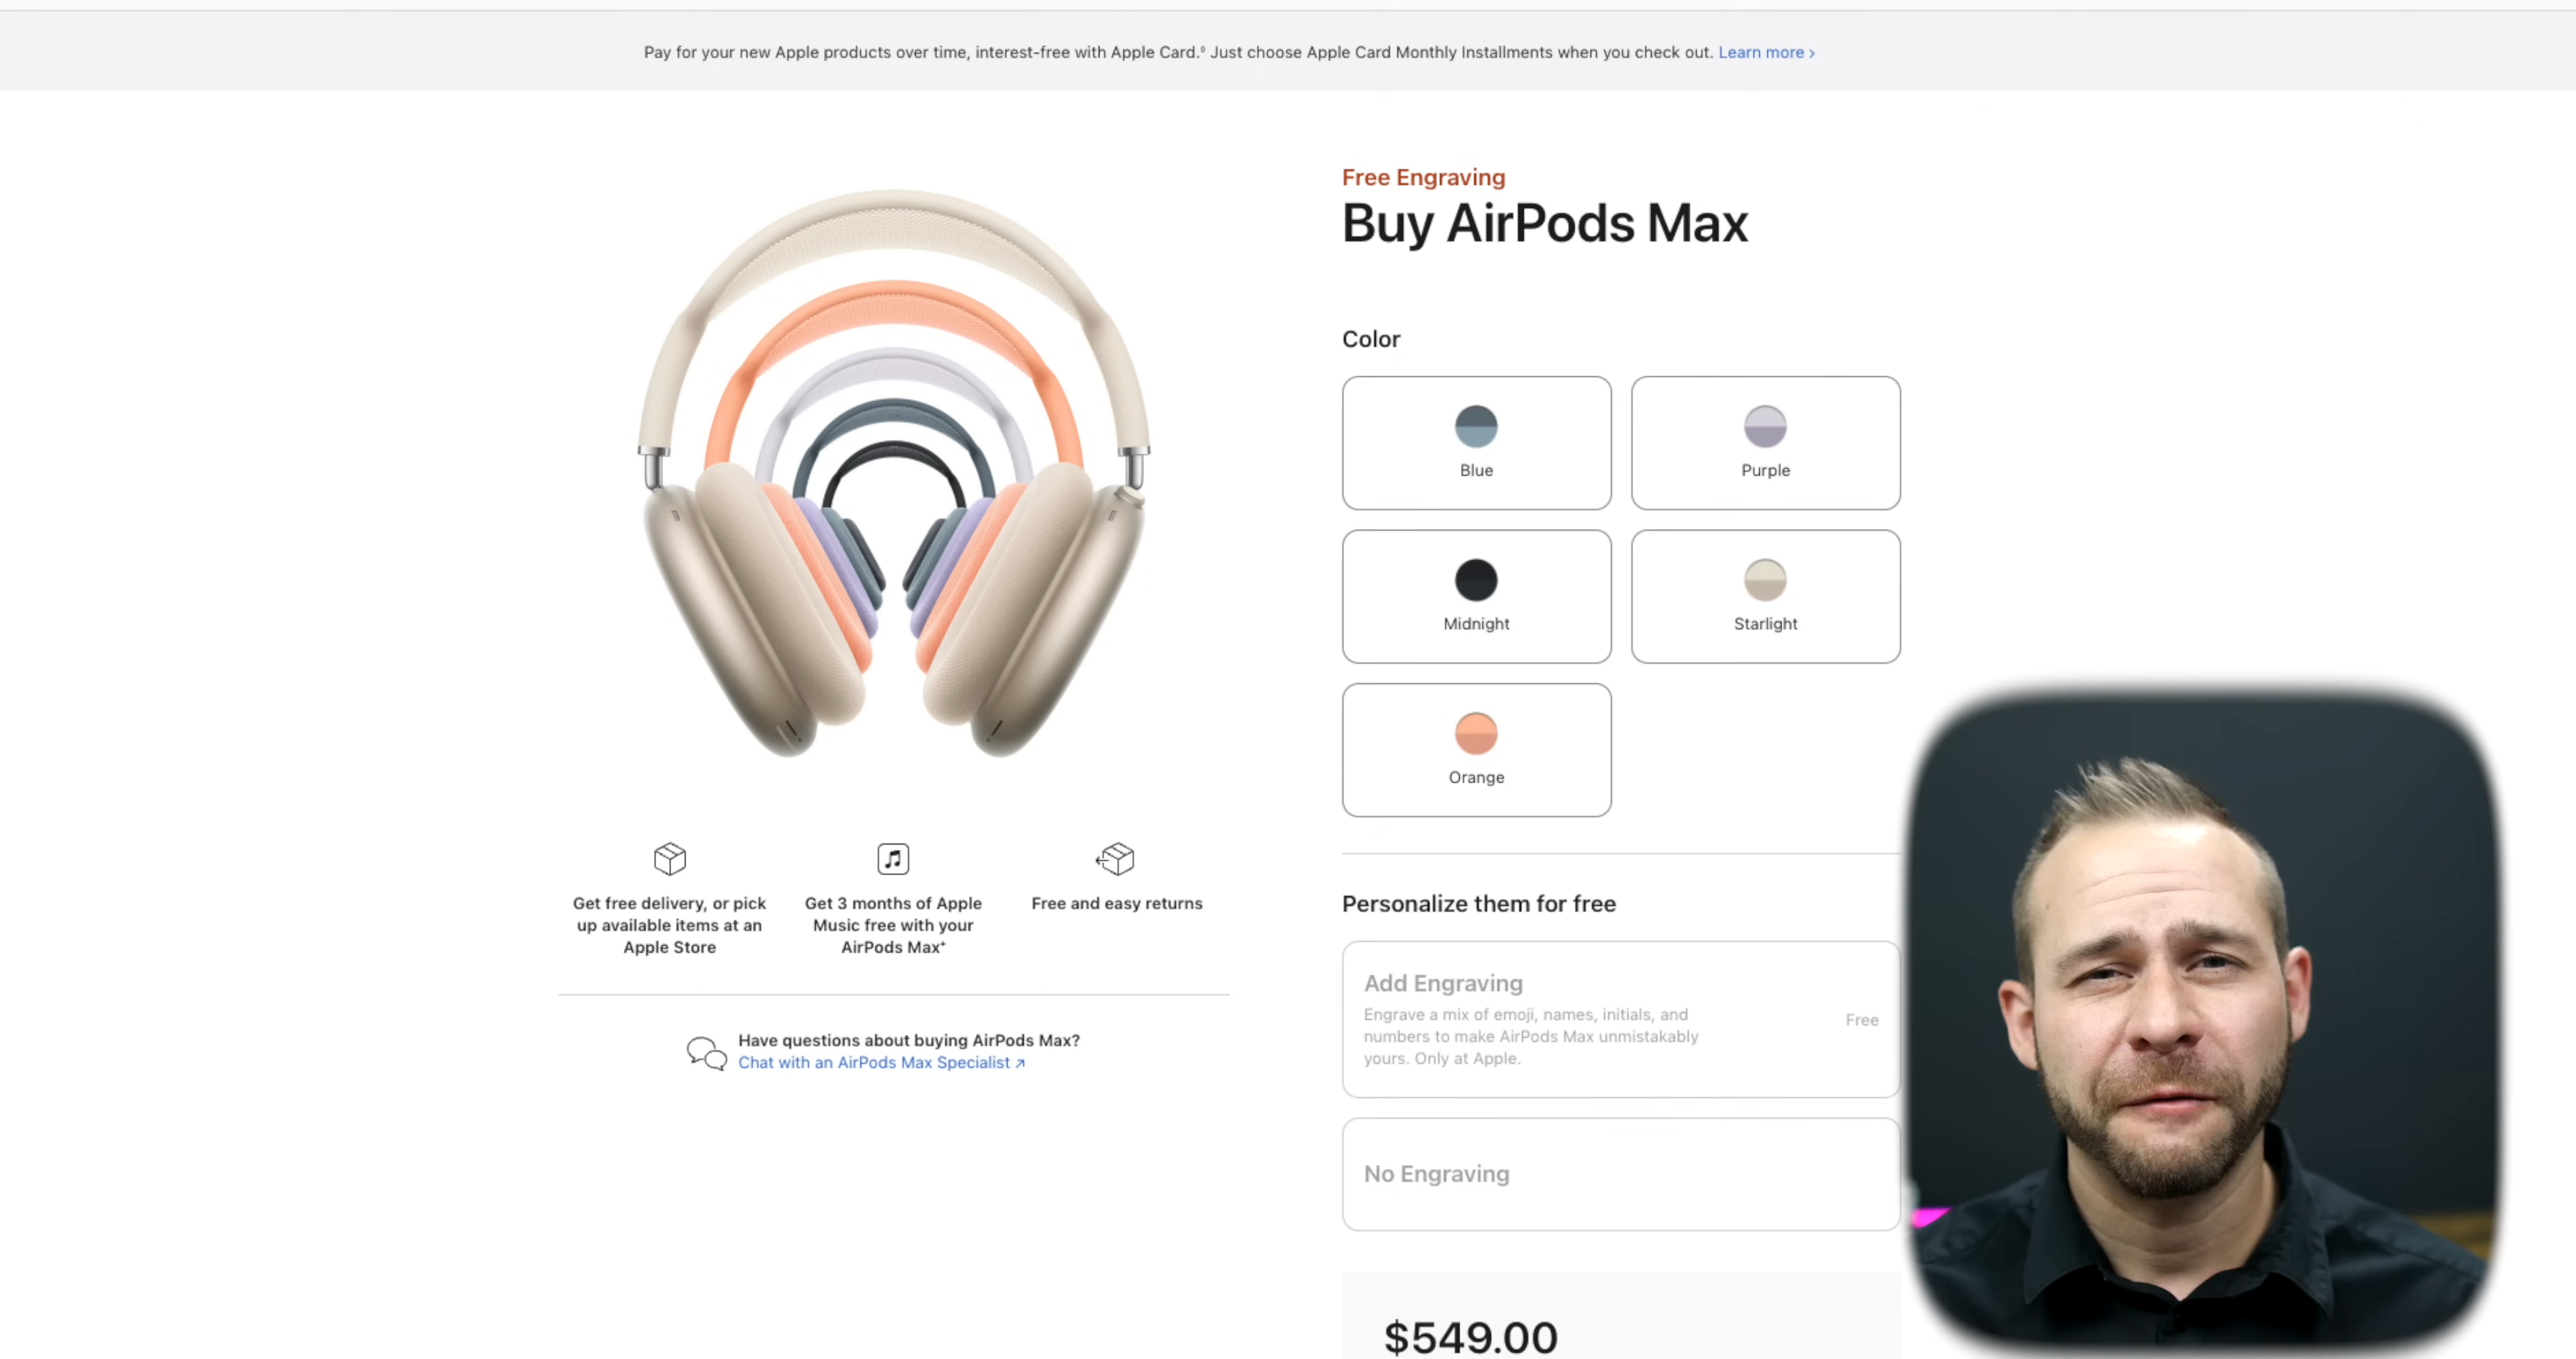 Pay for your new Apple products over time, interest-free with Apple Card.◊ Just choose Apple Card Monthly Installments when you check out. Learn more ›
Free Engraving
Buy AirPods Max
Color
Blue
Purple
Midnight
Starlight
Orange
Get free delivery, or pick
up available items at an
Apple Store
Get 3 months of Apple
Music free with your
AirPods Max⁺
Free and easy returns
Have questions about buying AirPods Max?
Chat with an AirPods Max Specialist ↗
Personalize them for free
Add Engraving
Engrave a mix of emoji, names, initials, and
numbers to make AirPods Max unmistakably
yours. Only at Apple.
Free
No Engraving
$549.00